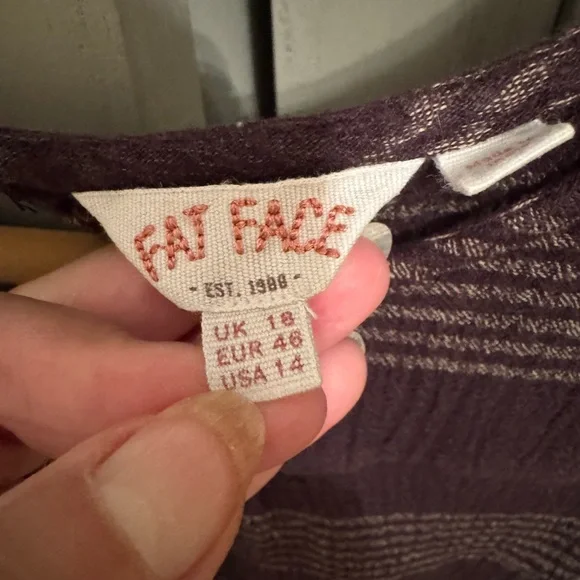 FAT FACE
- EST. 1988 -
UK 18
EUR 46
USA 14